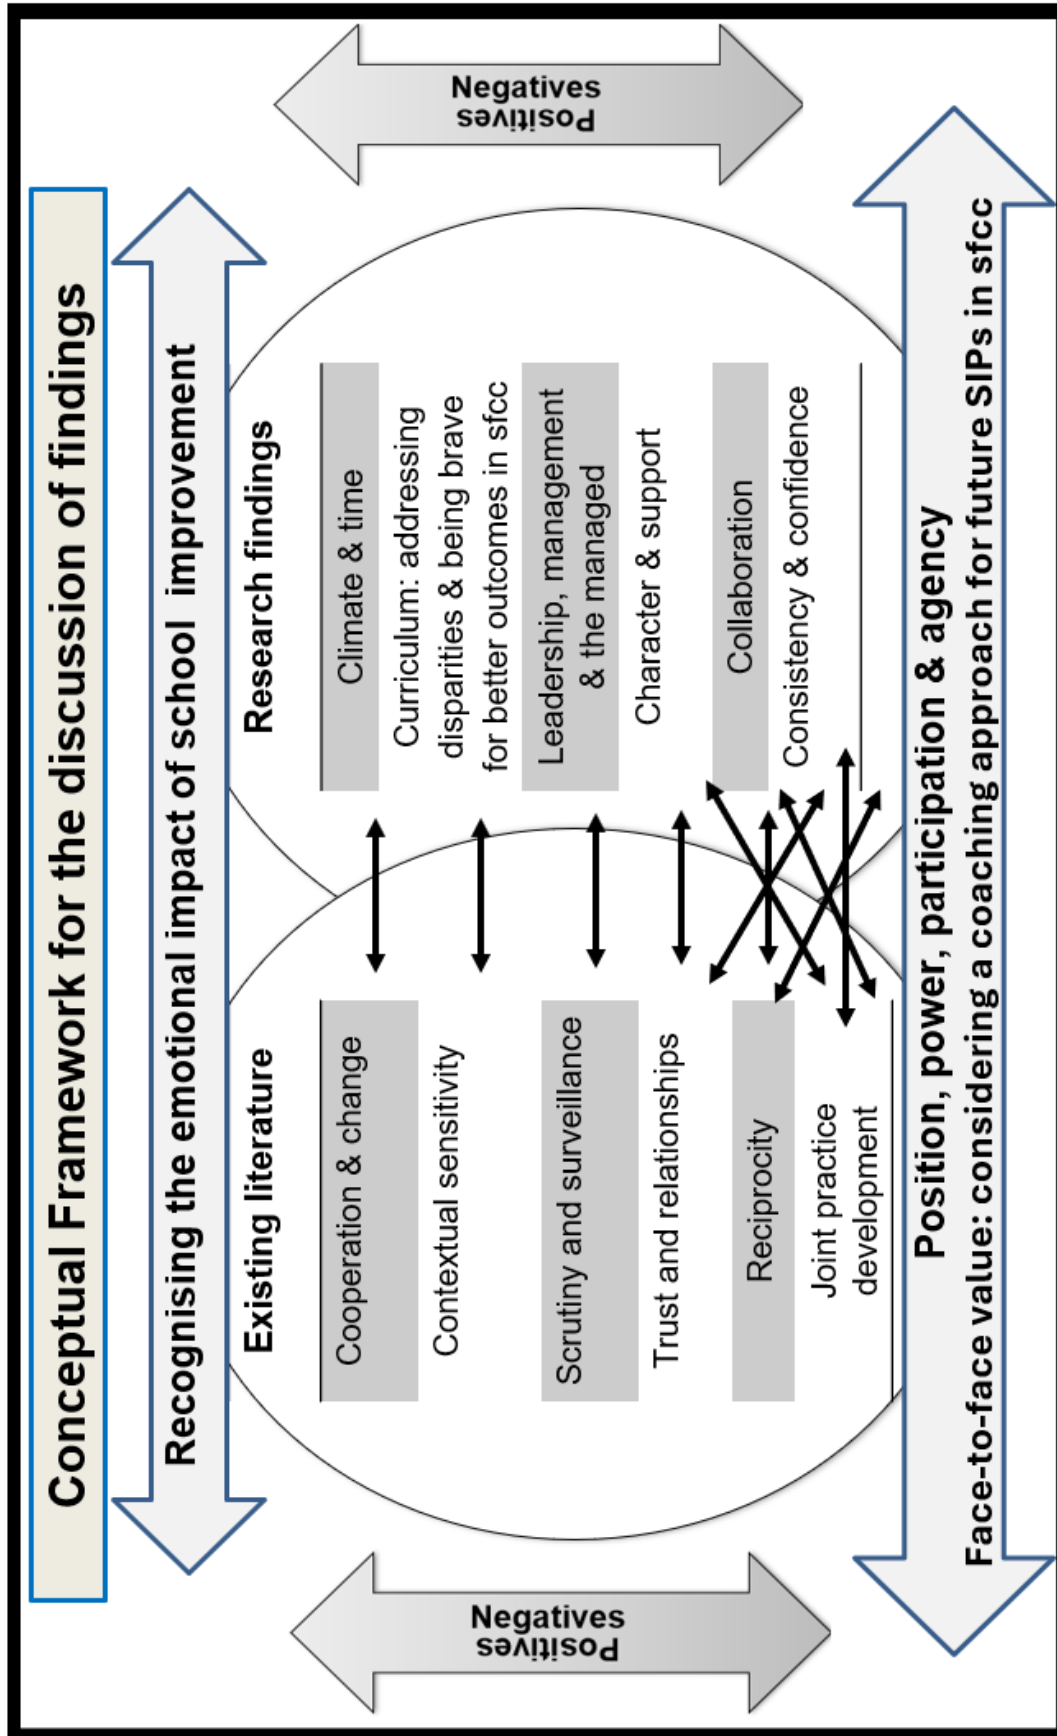 Conceptual Framework for the discussion of findings
Recognising the emotional impact of school improvement
Negatives
Positives
Existing literature
Cooperation & change
Contextual sensitivity
Scrutiny and surveillance
Trust and relationships
Reciprocity
Joint practice
development
Research findings
Climate & time
Curriculum: addressing
disparities & being brave
for better outcomes in sfcc
Leadership, management
& the managed
Character & support
Collaboration
Consistency & confidence
Negatives
Positives
Position, power, participation & agency
Face-to-face value: considering a coaching approach for future SIPs in sfcc